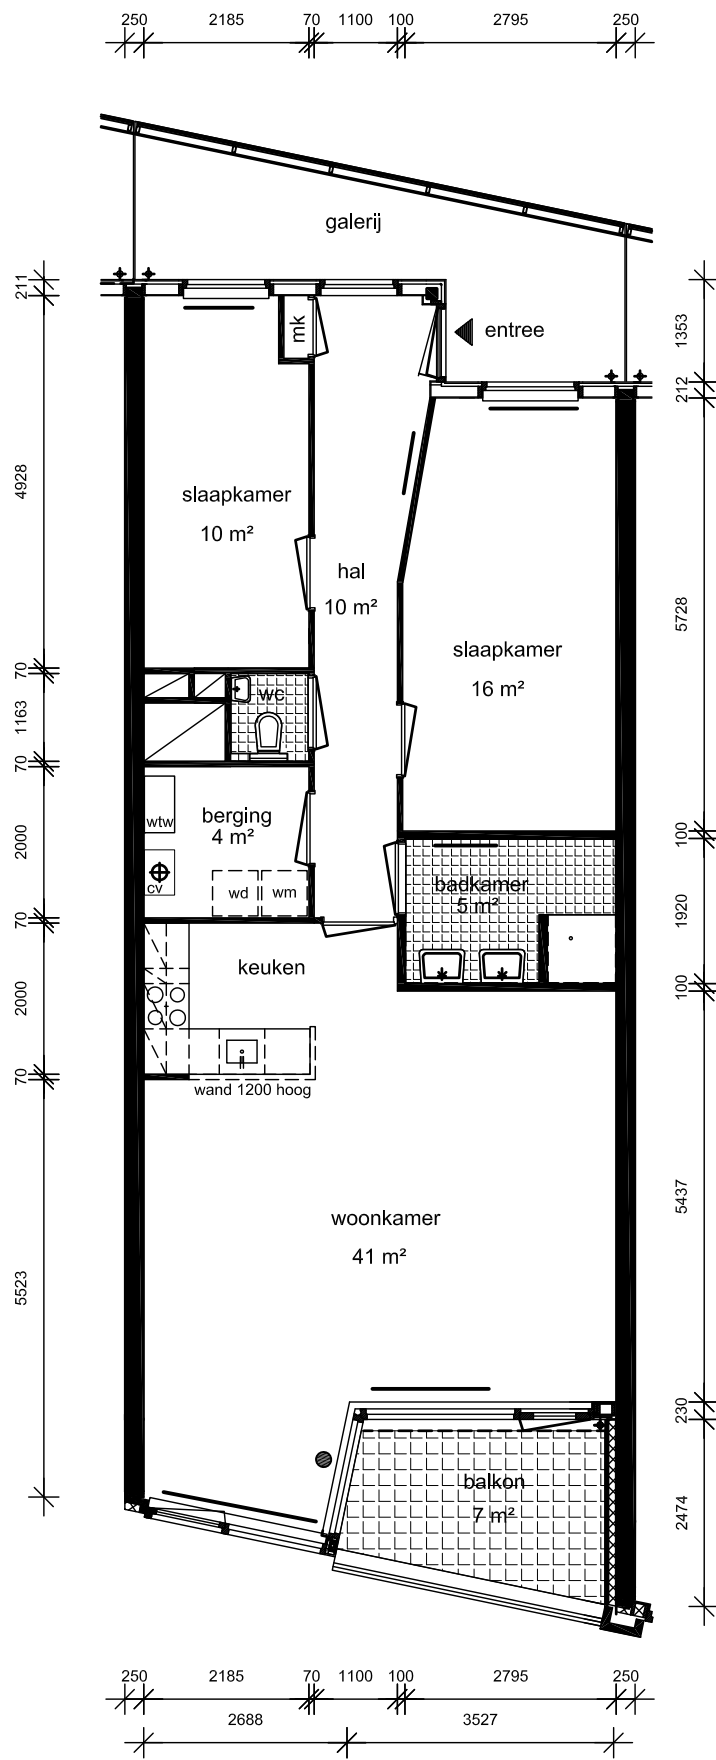 250 2185 70 1100 100 2795 250
galerij
211
mk
entree
1353
212
4928
slaapkamer
10 m²
hal
10 m²
5728
slaapkamer
16 m²
70
wc
1163
70
berging
4 m²
wtw
2000
100
cv
wd
wm
badkamer
5 m²
1920
70
keuken
2000
100
70
wand 1200 hoog
5437
woonkamer
41 m²
5523
230
balkon
7 m²
2474
250 2185 70 1100 100 2795 250
2688 3527